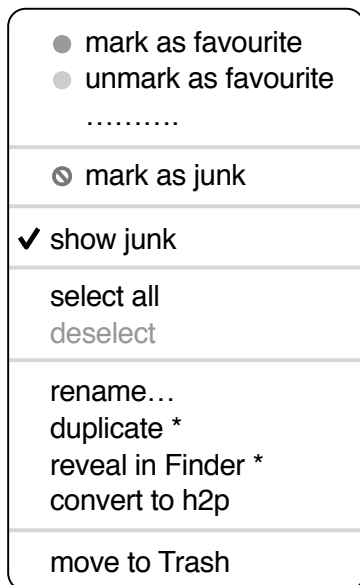 mark as favourite
unmark as favourite
..........
mark as junk
show junk
select all
deselect
rename…
duplicate *
reveal in Finder *
convert to h2p
move to Trash